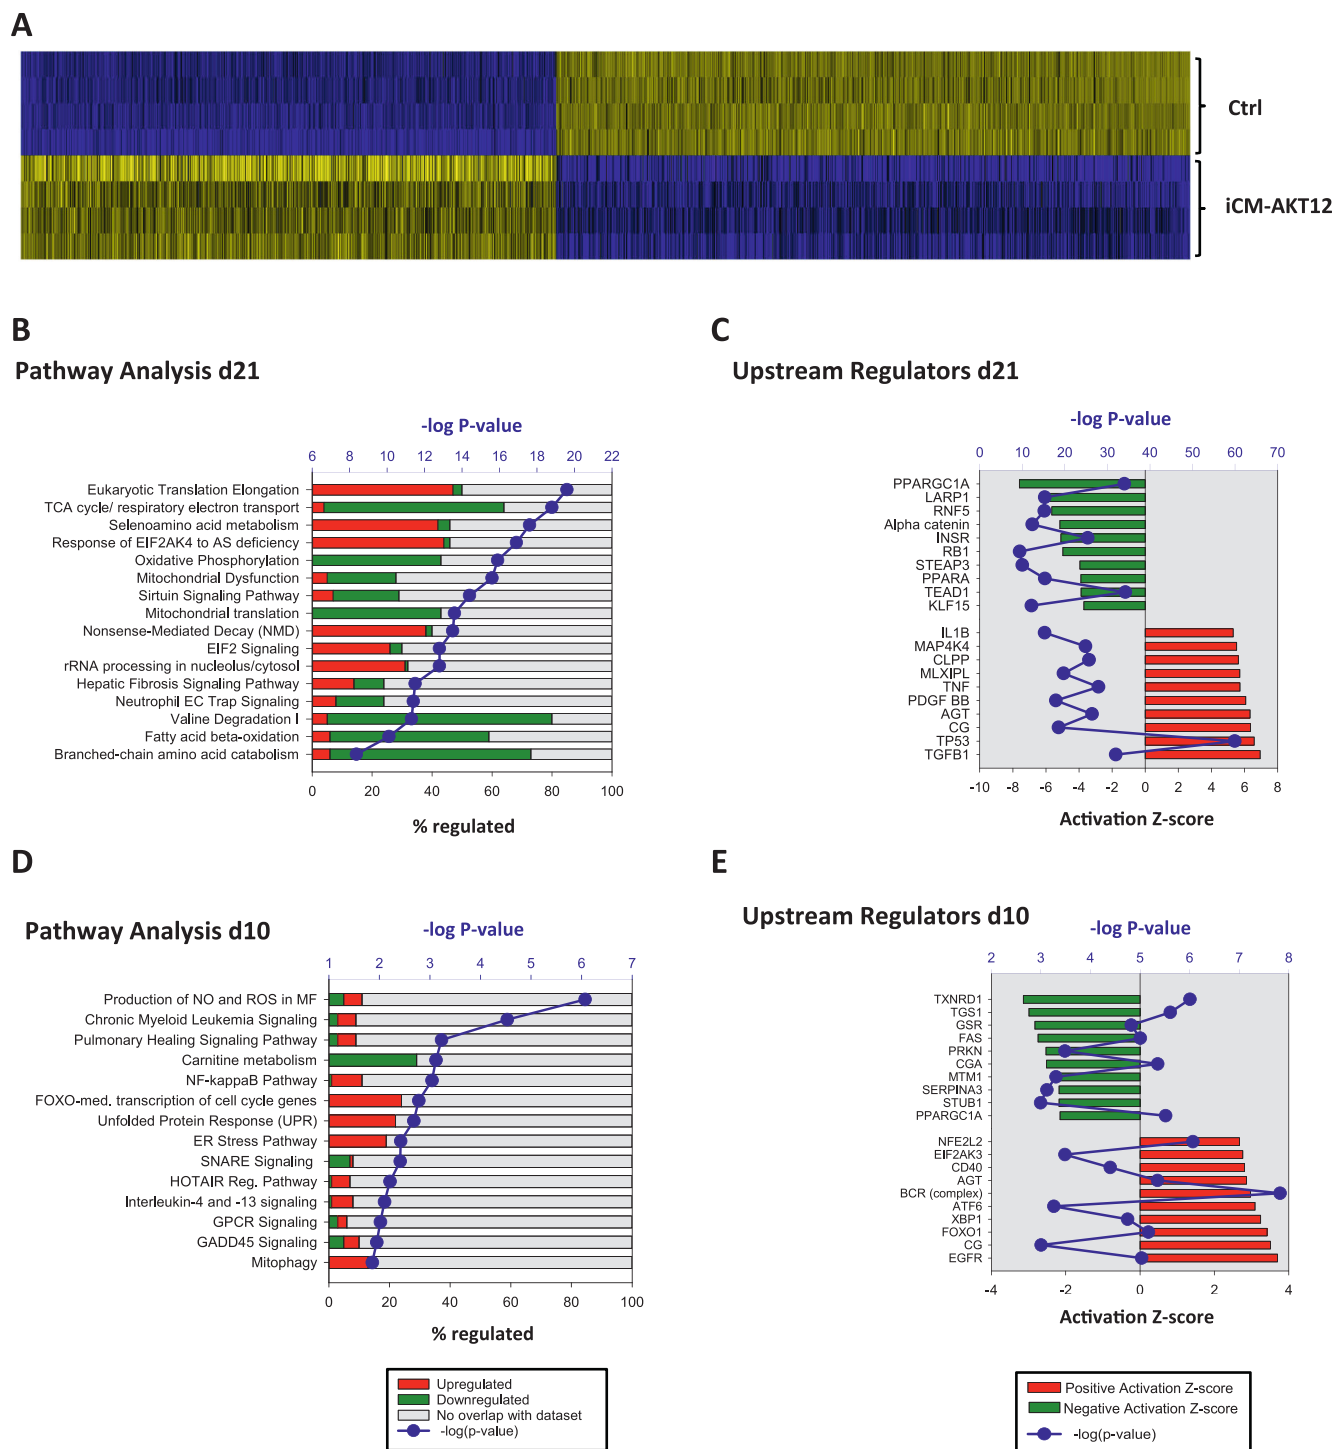 A
Ctrl
iCM-AKT12
B
Pathway Analysis d21
-log P-value
6 8 10 12 14 16 18 20 22
Eukaryotic Translation Elongation
TCA cycle/ respiratory electron transport
Selenoamino acid metabolism
Response of EIF2AK4 to AS deficiency
Oxidative Phosphorylation
Mitochondrial Dysfunction
Sirtuin Signaling Pathway
Mitochondrial translation
Nonsense-Mediated Decay (NMD)
EIF2 Signaling
rRNA processing in nucleolus/cytosol
Hepatic Fibrosis Signaling Pathway
Neutrophil EC Trap Signaling
Valine Degradation I
Fatty acid beta-oxidation
Branched-chain amino acid catabolism
0 20 40 60 80 100
% regulated
C
Upstream Regulators d21
-log P-value
0 10 20 30 40 50 60 70
PPARGC1A
LARP1
RNF5
Alpha catenin
INSR
RB1
STEAP3
PPARA
TEAD1
KLF15
IL1B
MAP4K4
CLPP
MLXIPL
TNF
PDGF BB
AGT
CG
TP53
TGFB1
-10 -8 -6 -4 -2 0 2 4 6 8
Activation Z-score
D
Pathway Analysis d10
-log P-value
1 2 3 4 5 6 7
Production of NO and ROS in MF
Chronic Myeloid Leukemia Signaling
Pulmonary Healing Signaling Pathway
Carnitine metabolism
NF-kappaB Pathway
FOXO-med. transcription of cell cycle genes
Unfolded Protein Response (UPR)
ER Stress Pathway
SNARE Signaling
HOTAIR Reg. Pathway
Interleukin-4 and -13 signaling
GPCR Signaling
GADD45 Signaling
Mitophagy
0 20 40 60 80 100
% regulated
Upregulated
Downregulated
No overlap with dataset
-log(p-value)
E
Upstream Regulators d10
-log P-value
2 3 4 5 6 7 8
TXNRD1
TGS1
GSR
FAS
PRKN
CGA
MTM1
SERPINA3
STUB1
PPARGC1A
NFE2L2
EIF2AK3
CD40
AGT
BCR (complex)
ATF6
XBP1
FOXO1
CG
EGFR
-4 -2 0 2 4
Activation Z-score
Positive Activation Z-score
Negative Activation Z-score
-log(p-value)